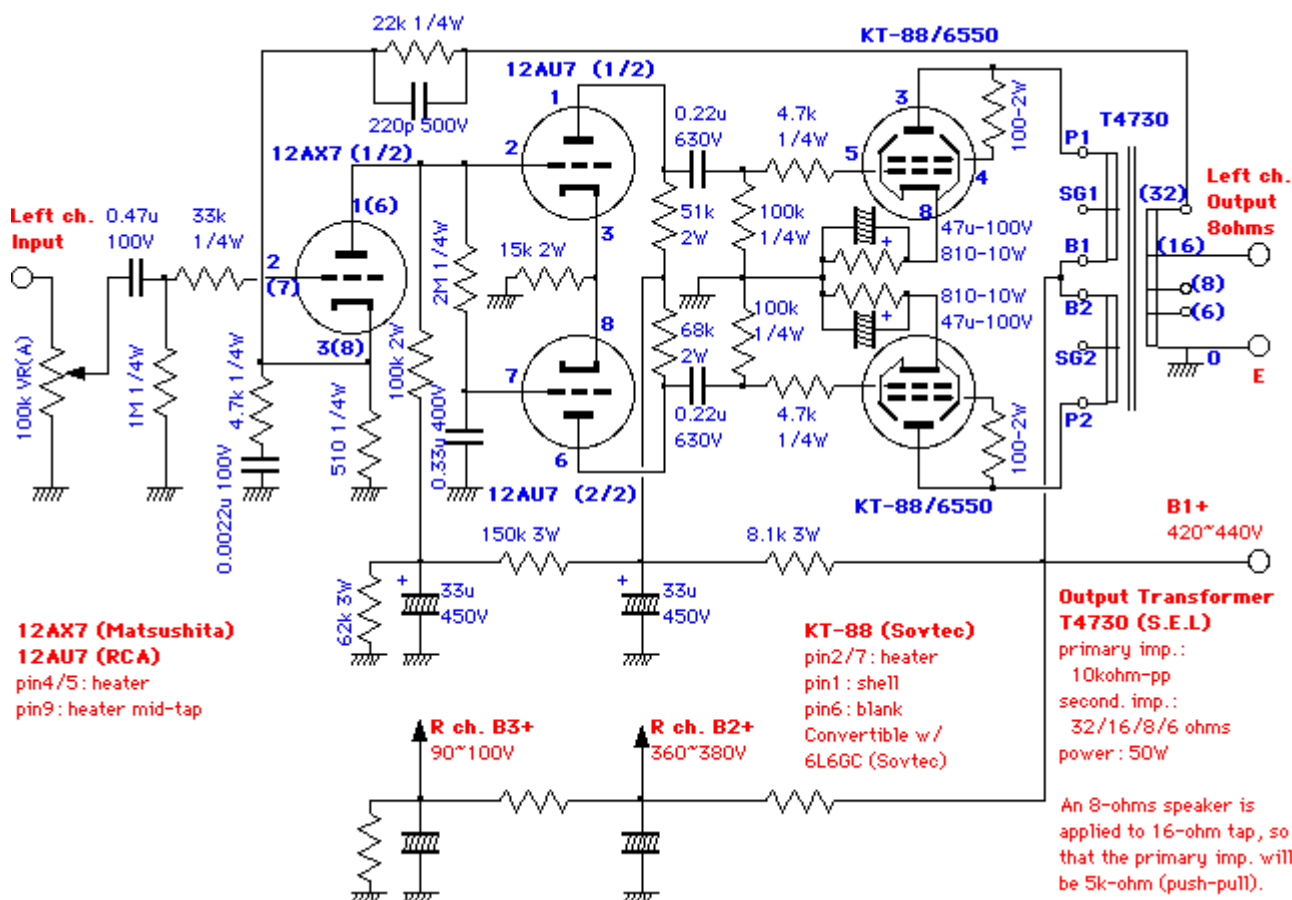 22k 1/4W
220p 500V
KT-88/6550
12AU7 (1/2)
1
2
3
0.22u
630V
4.7k
1/4W
3
5
4
8
100-2W
T4730
P1
SG1
B1
B2
SG2
P2
(32)
(16)
(8)
(6)
0
Left ch.
Output
8ohms
E
12AX7 (1/2)
1(6)
2
(7)
3(8)
Left ch.
Input
0.47u
100V
33k
1/4W
100k VR(A)
1M 1/4W
4.7k 1/4W
0.0022u 100V
510 1/4W
100k 2W
2M 1/4W
0.33u 400V
15k 2W
51k
2W
100k
1/4W
47u-100V
810-10W
+
810-10W
47u-100V
+
68k
2W
100k
1/4W
8
7
6
0.22u
630V
4.7k
1/4W
100-2W
12AU7 (2/2)
KT-88/6550
B1+
420~440V
150k 3W
8.1k 3W
62k 3W
+
33u
450V
+
33u
450V
12AX7 (Matsushita)
12AU7 (RCA)
pin4/5: heater
pin9: heater mid-tap
KT-88 (Sovtec)
pin2/7: heater
pin1: shell
pin6: blank
Convertible w/
6L6GC (Sovtec)
Output Transformer
T4730 (S.E.L)
primary imp.:
10kohm-pp
second. imp.:
32/16/8/6 ohms
power: 50W
An 8-ohms speaker is
applied to 16-ohm tap, so
that the primary imp. will
be 5k-ohm (push-pull).
R ch. B3+
90~100V
R ch. B2+
360~380V